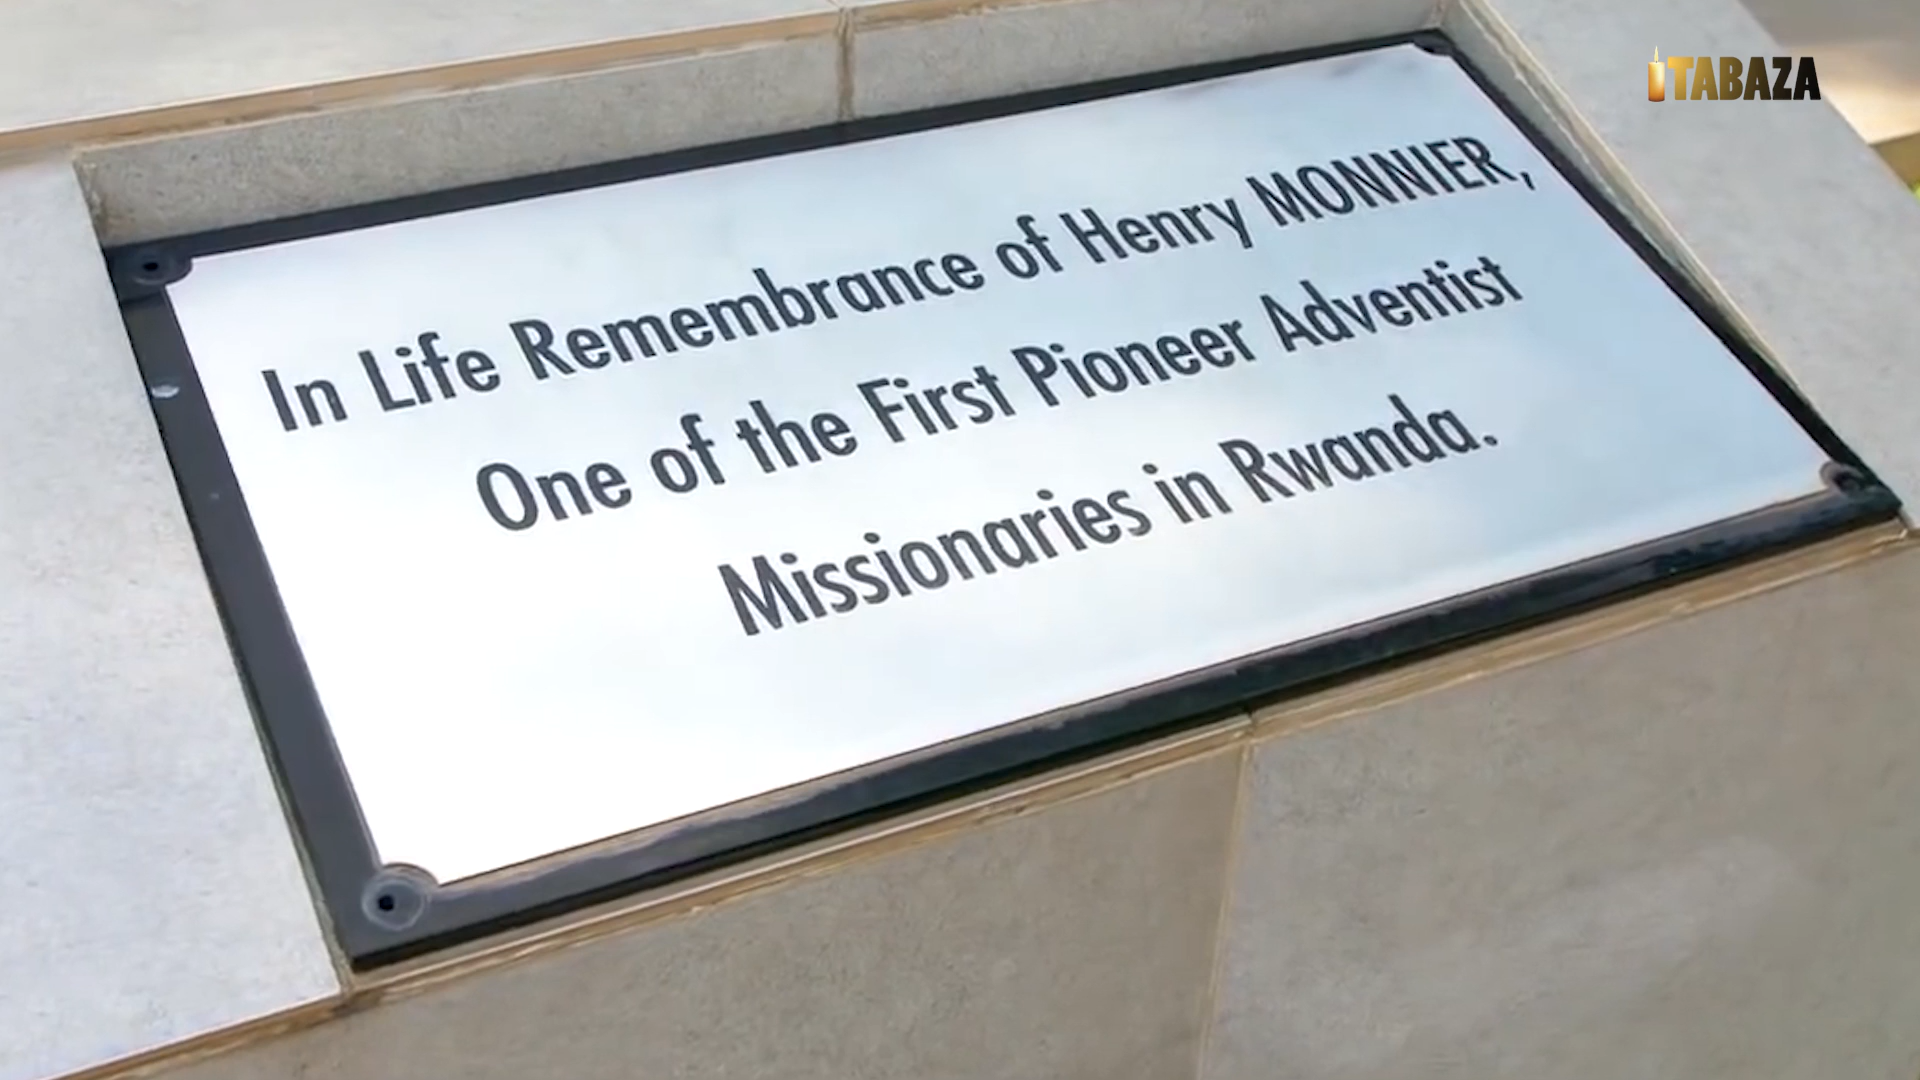 ITABAZA
In Life Remembrance of Henry MONNIER,
One of the First Pioneer Adventist
Missionaries in Rwanda.